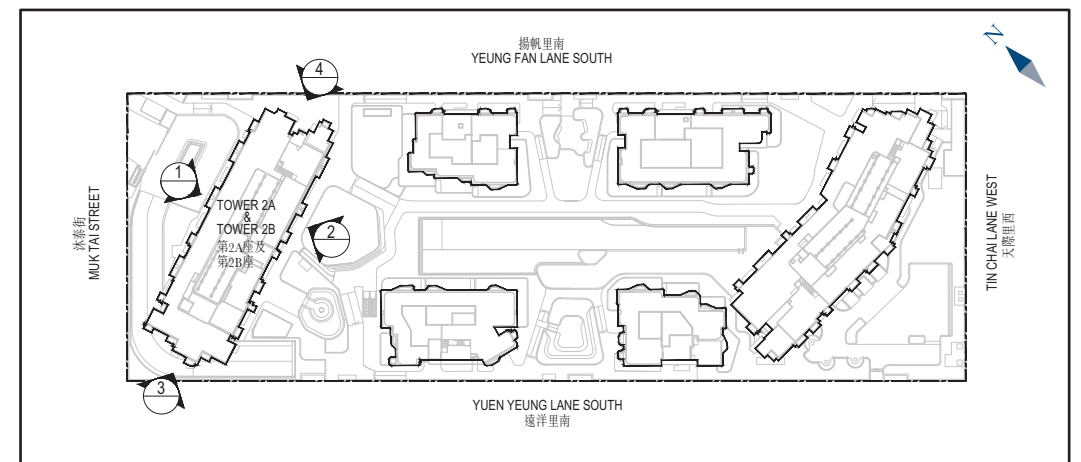 揚帆里南
YEUNG FAN LANE SOUTH
N
4
1
TOWER 2A
&
TOWER 2B
第2A座及
第2B座
2
沐泰街
MUK TAI STREET
TIN CHAI LANE WEST
天際里西
3
YUEN YEUNG LANE SOUTH
遠洋里南